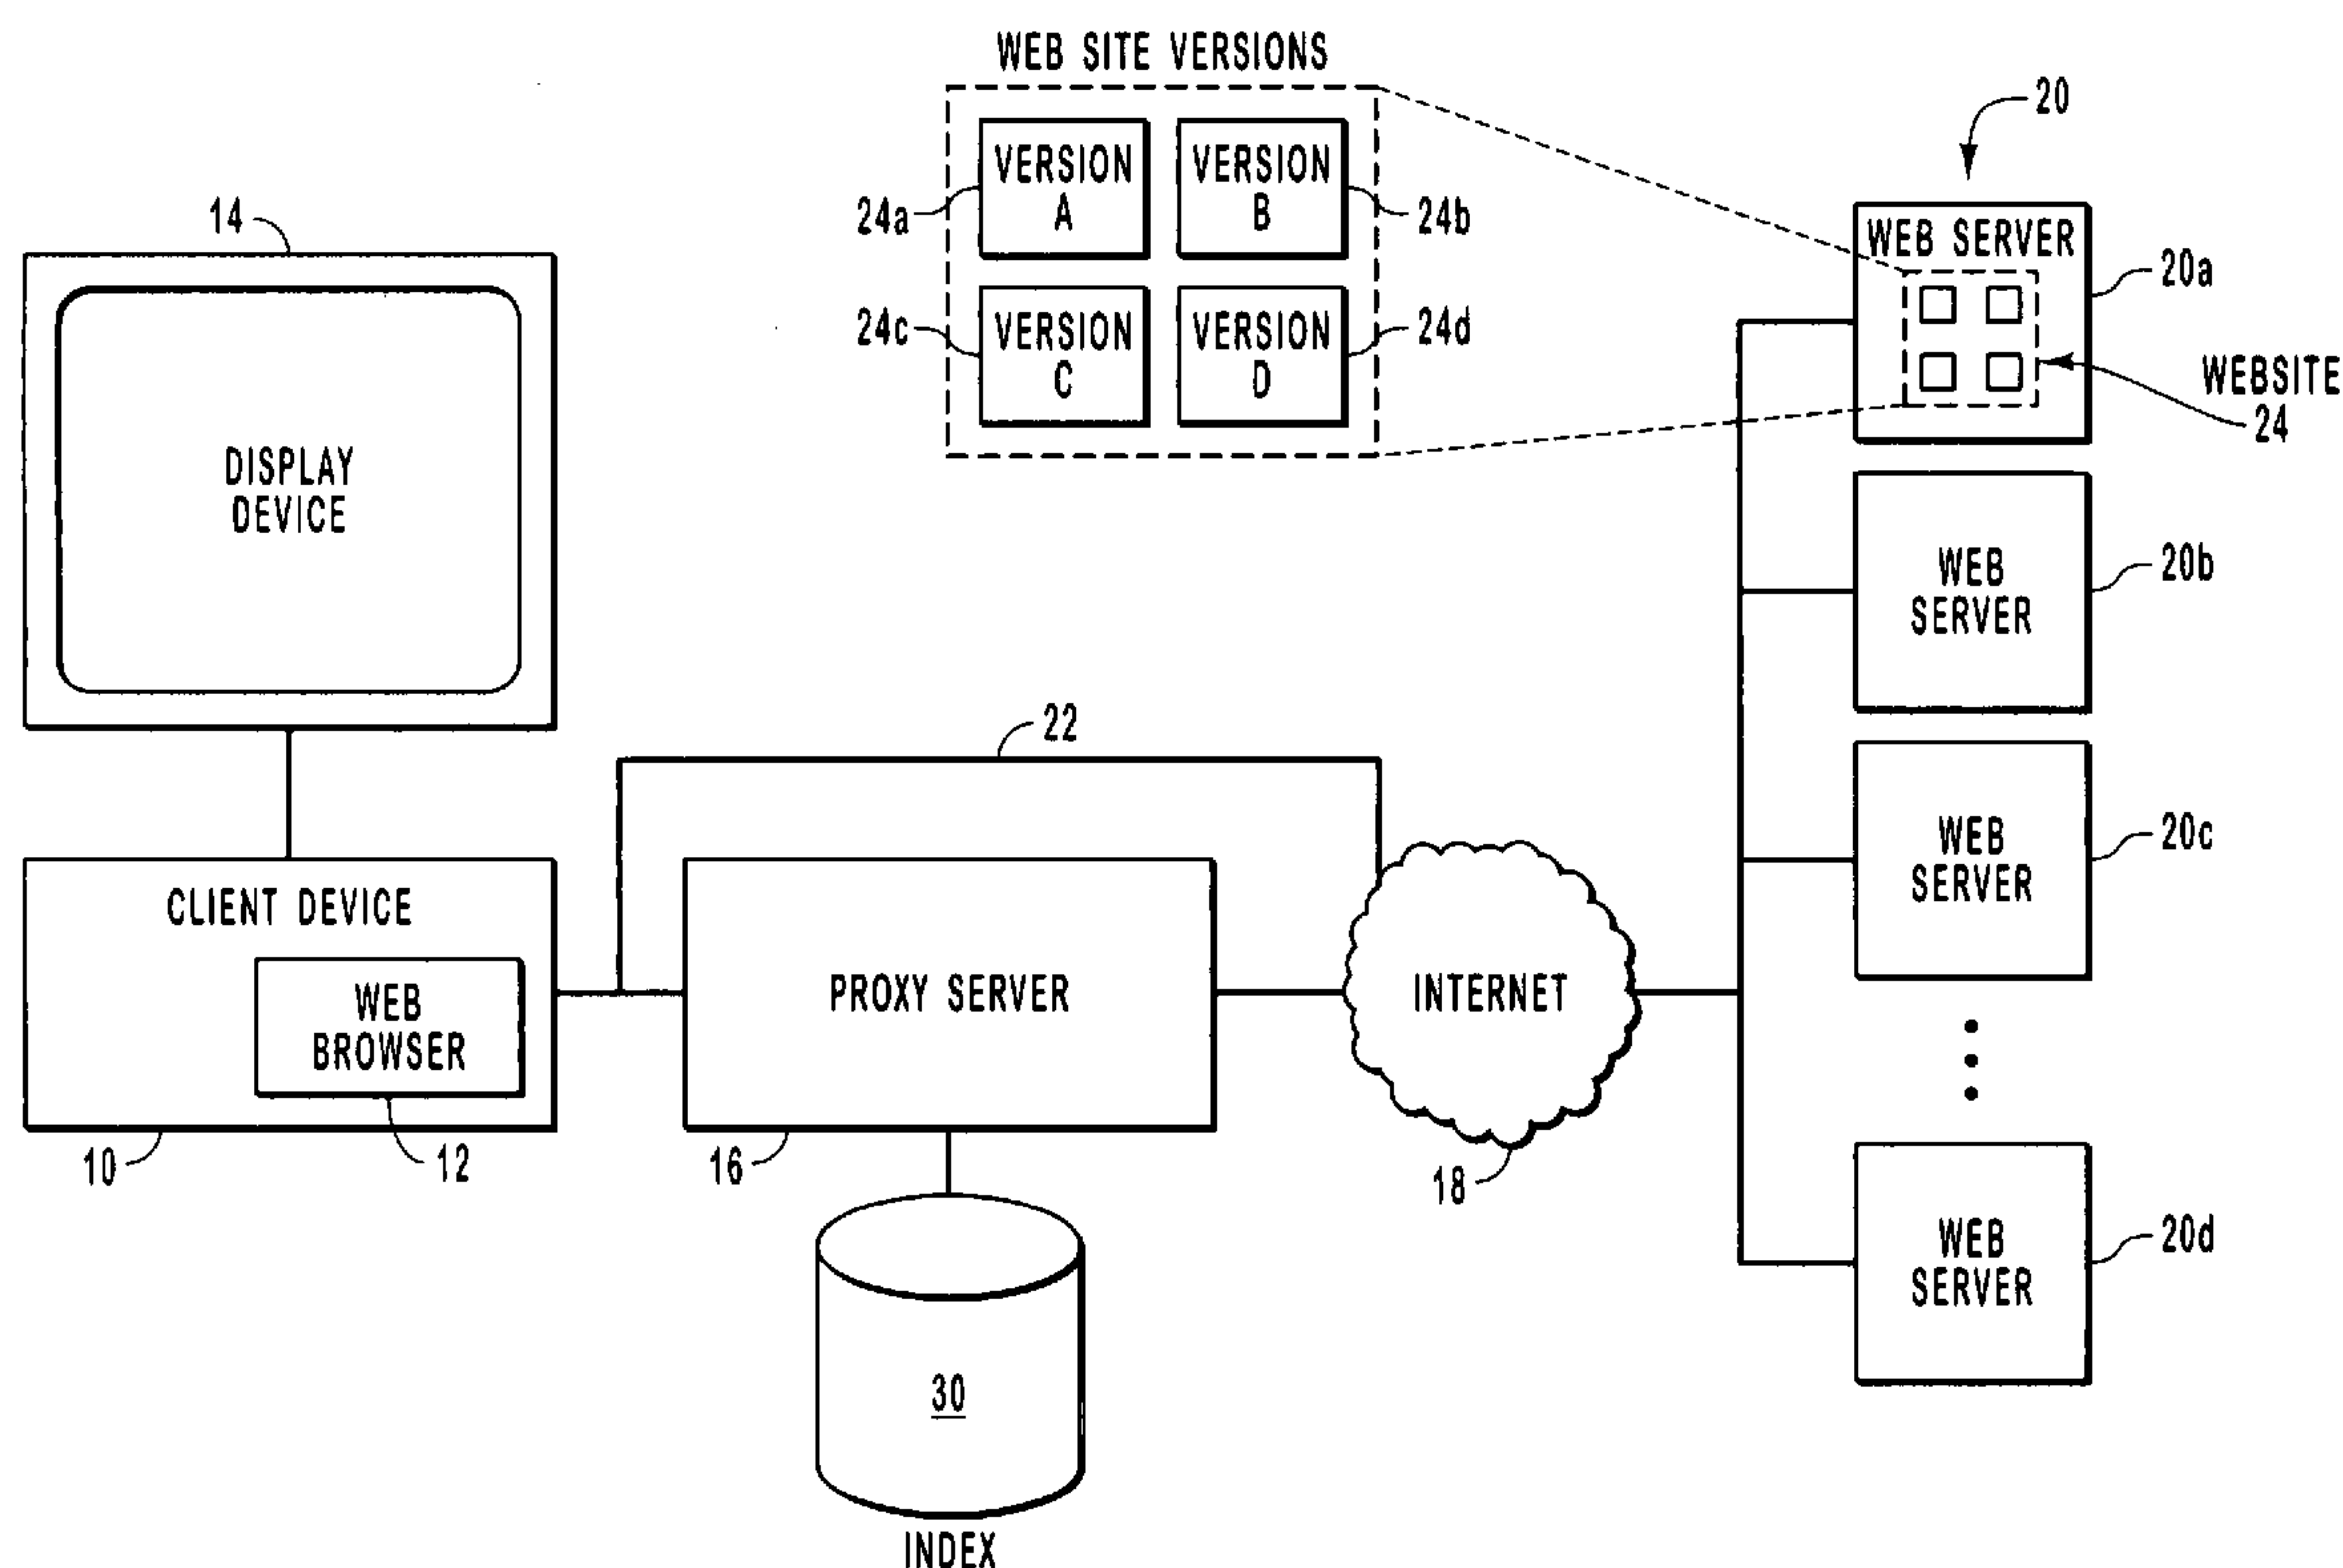 WEB SITE VERSIONS
20
VERSION
A
VERSION
B
24a
24b
14
WEB SERVER
20a
VERSION
C
VERSION
D
24c
24d
WEBSITE
24
DISPLAY
DEVICE
WEB
SERVER
20b
22
WEB
SERVER
20c
CLIENT DEVICE
WEB
BROWSER
PROXY SERVER
INTERNET
10
12
16
18
WEB
SERVER
20d
30
INDEX